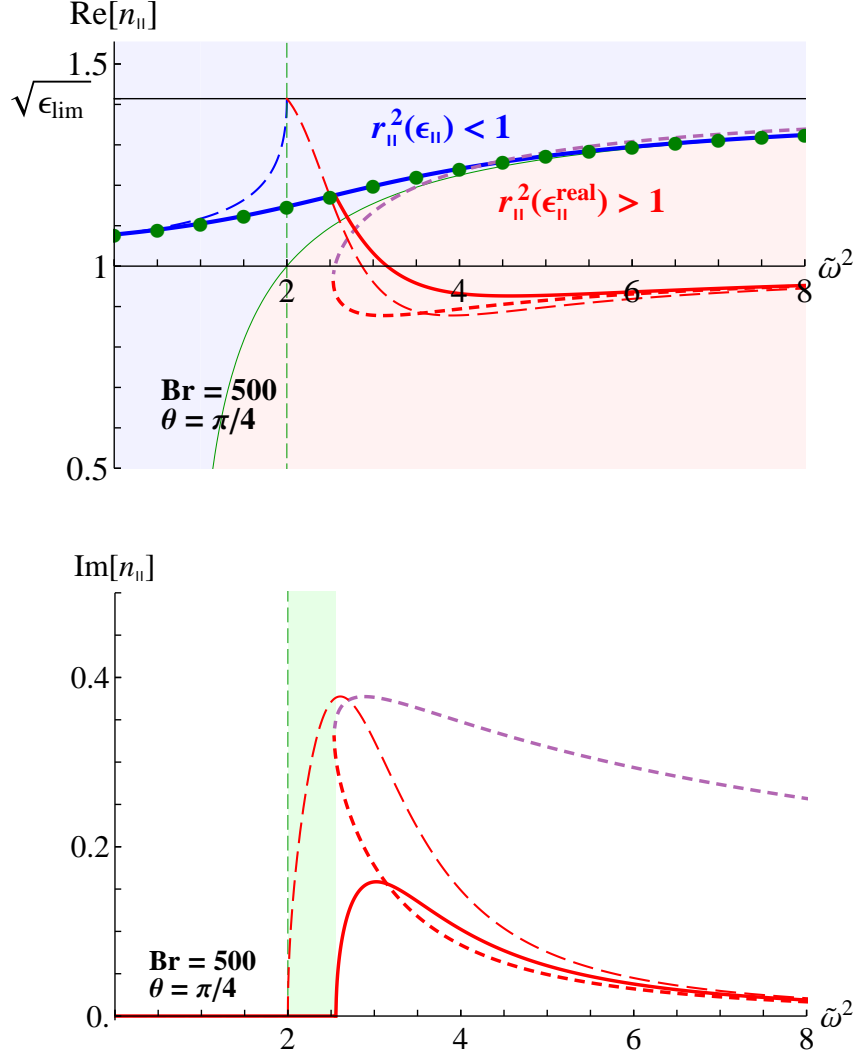 Re[n_॥]
1.5
√ϵ_lim
r_॥^2(ϵ_॥) < 1
r_॥^2(ϵ_॥^real) > 1
1
2 4 6 8
ω̃^2
Br = 500
θ = π/4
0.5
Im[n_॥]
0.4
0.2
Br = 500
θ = π/4
0.
2 4 6 8
ω̃^2